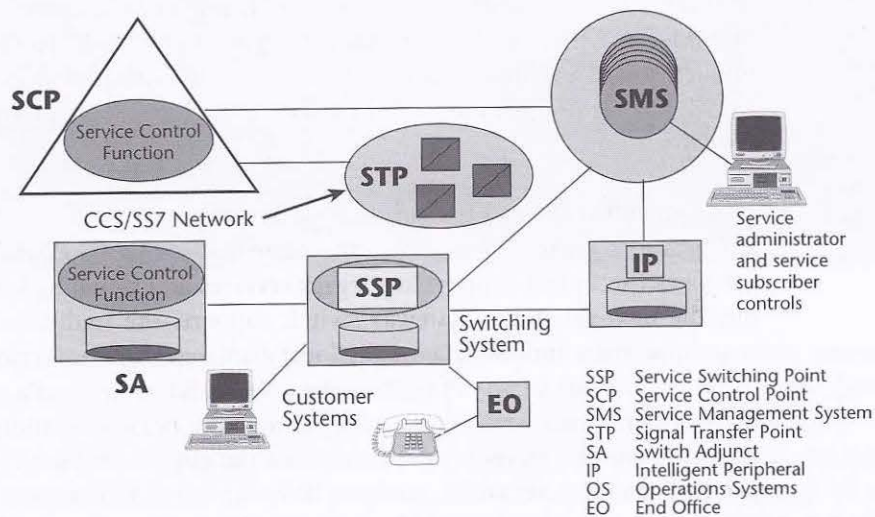 SCP
Service Control
Function
SMS
STP
CCS/SS7 Network
Service
administrator
and service
subscriber
controls
Service Control
Function
SSP
IP
Switching
System
SA
Customer
Systems
EO
SSP Service Switching Point
SCP Service Control Point
SMS Service Management System
STP Signal Transfer Point
SA Switch Adjunct
IP Intelligent Peripheral
OS Operations Systems
EO End Office